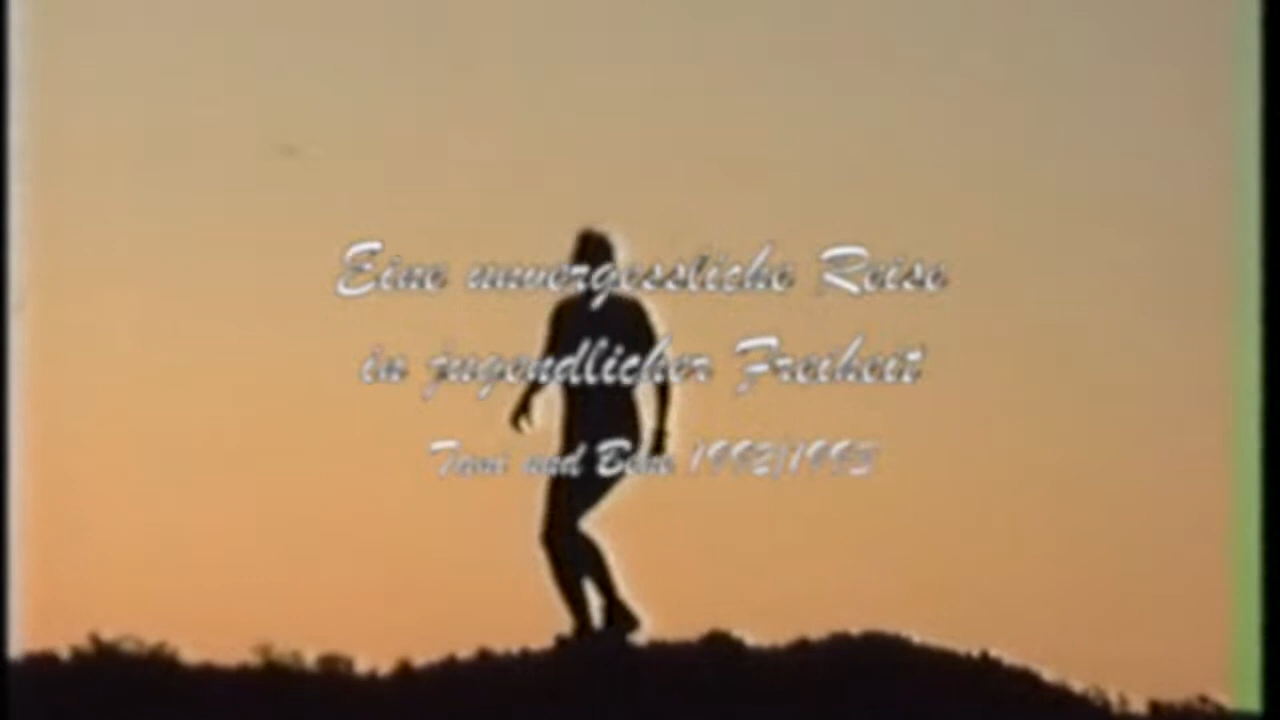 Eine unvergessliche Reise
in jugendlicher Freiheit
und 1992/1993